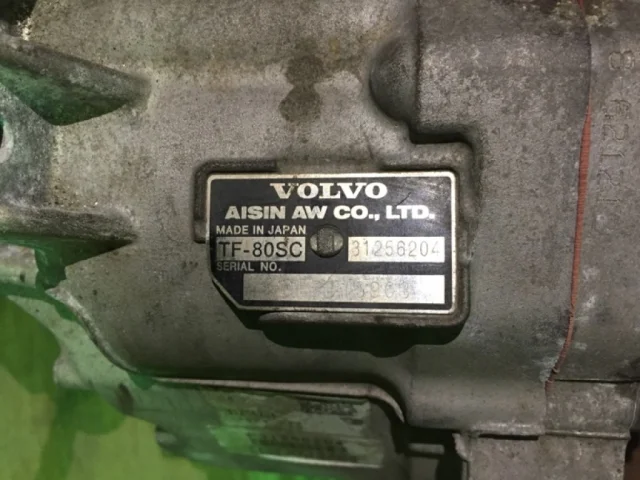 VOLVO
AISIN AW CO., LTD.
MADE IN JAPAN
TF-80SC 31256204
SERIAL NO.